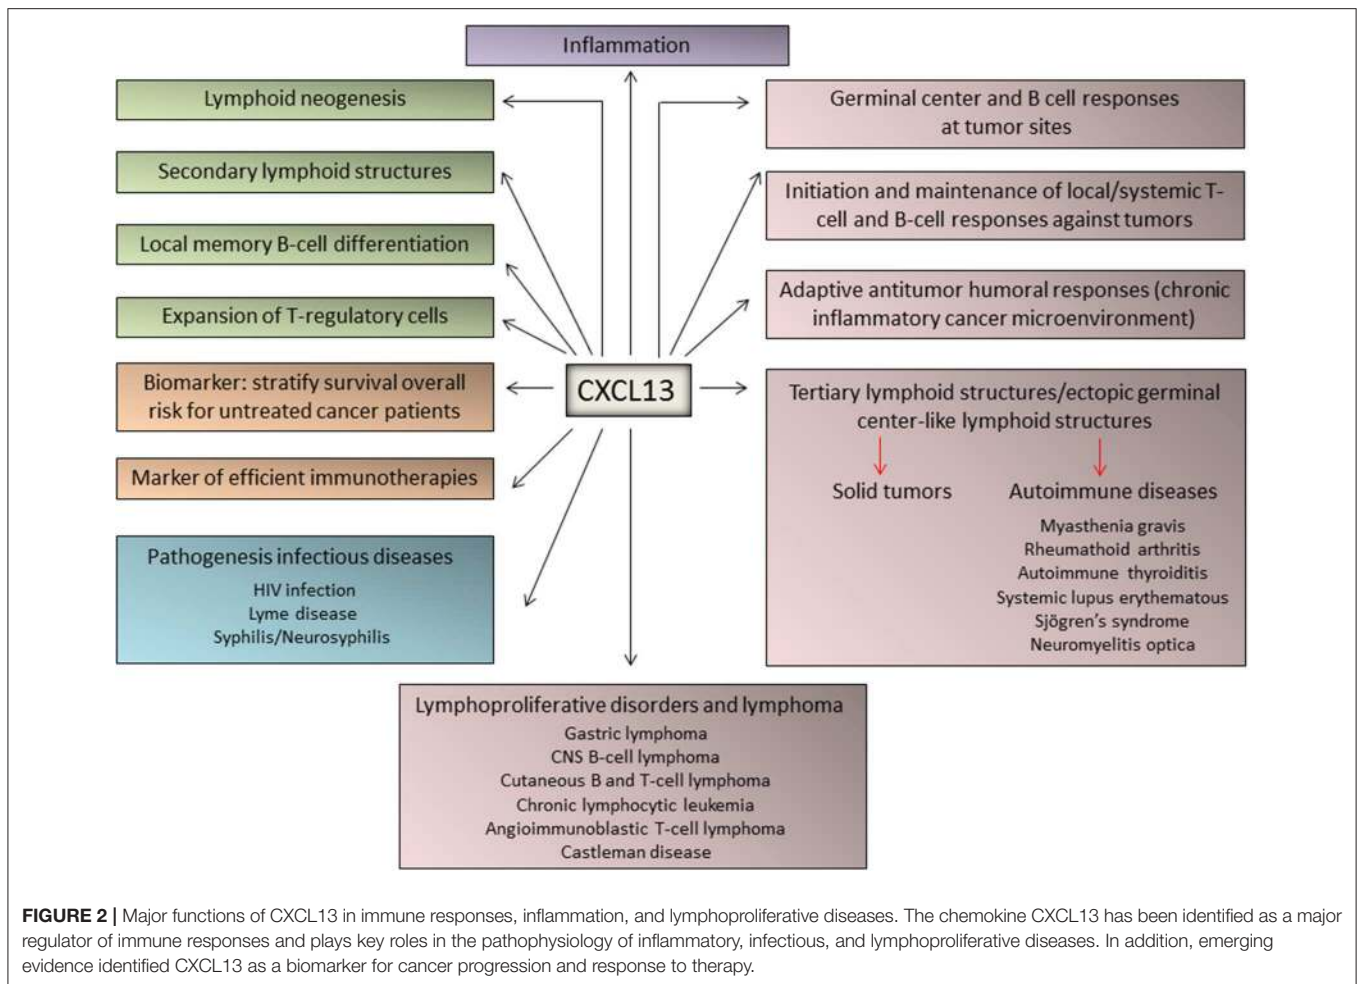 Inflammation
Lymphoid neogenesis
Secondary lymphoid structures
Local memory B-cell differentiation
Expansion of T-regulatory cells
Biomarker: stratify survival overall
risk for untreated cancer patients
Marker of efficient immunotherapies
Pathogenesis infectious diseases
HIV infection
Lyme disease
Syphilis/Neurosyphilis
CXCL13
Germinal center and B cell responses
at tumor sites
Initiation and maintenance of local/systemic T-
cell and B-cell responses against tumors
Adaptive antitumor humoral responses (chronic
inflammatory cancer microenvironment)
Tertiary lymphoid structures/ectopic germinal
center-like lymphoid structures
Solid tumors
Autoimmune diseases
Myasthenia gravis
Rheumathoid arthritis
Autoimmune thyroiditis
Systemic lupus erythematous
Sjögren's syndrome
Neuromyelitis optica
Lymphoproliferative disorders and lymphoma
Gastric lymphoma
CNS B-cell lymphoma
Cutaneous B and T-cell lymphoma
Chronic lymphocytic leukemia
Angioimmunoblastic T-cell lymphoma
Castleman disease
FIGURE 2 | Major functions of CXCL13 in immune responses, inflammation, and lymphoproliferative diseases. The chemokine CXCL13 has been identified as a major
regulator of immune responses and plays key roles in the pathophysiology of inflammatory, infectious, and lymphoproliferative diseases. In addition, emerging
evidence identified CXCL13 as a biomarker for cancer progression and response to therapy.